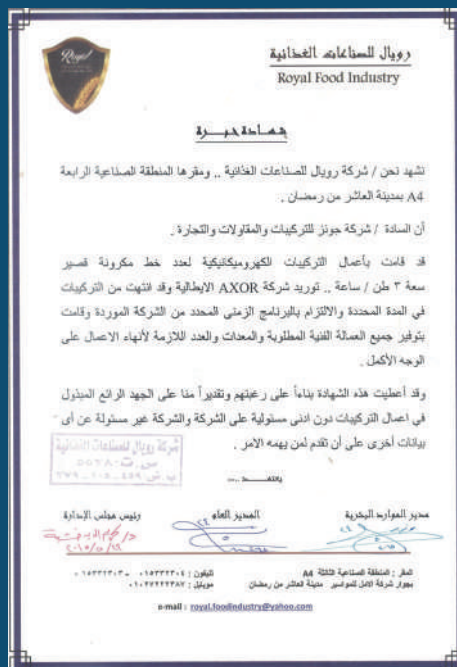 Royal
رويال للصناعات الغذائية
Royal Food Industry
شهادة خبرة
نشهد نحن / شركة رويال للصناعات الغذائية .. ومقرها المنطقة الصناعية الرابعة
A4 بمدينة العاشر من رمضان .
أن السادة / شركة جونز للتركيبات والمقاولات والتجارة .
قد قامت بأعمال التركيبات الكهروميكانيكية لعدد خط مكرونة قصير
سعة ٣ طن / ساعة .. توريد شركة AXOR الايطالية وقد انتهت من التركيبات
في المدة المحددة والالتزام بالبرنامج الزمني المحدد من الشركة الموردة وقامت
بتوفير جميع العمالة الفنية المطلوبة والمعدات والعدد اللازمة لأنهاء الاعمال على
الوجه الأكمل .
وقد أعطيت هذه الشهادة بناءاً على رغبتهم وتقديراً منا على الجهد الرائع المبذول
في اعمال التركيبات دون ادنى مسئولية على الشركة والشركة غير مسئولة عن أى
بيانات أخرى على أن تقدم لمن يهمه الامر .
شركة رويال للصناعات الغذائية
مدير الموارد البشرية
المدير العام
رئيس مجلس الإدارة
المقر : المنطقة الصناعية الثالثة A4
بجوار شركة الامل للمواسير مدينة العاشر من رمضان
e-mail : royal.foodindustry@yahoo.com